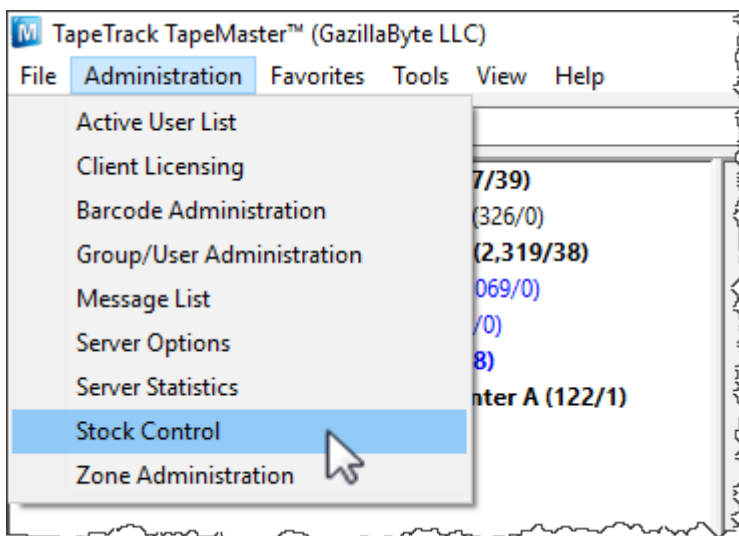 TapeTrack TapeMaster™ (GazillaByte LLC)
File Administration Favorites Tools View Help
Active User List
Client Licensing
7/39)
Barcode Administration
(326/0)
Group/User Administration
(2,319/38)
Message List
069/0)
Server Options
/0)
Server Statistics
8)
nter A (122/1)
Stock Control
Zone Administration